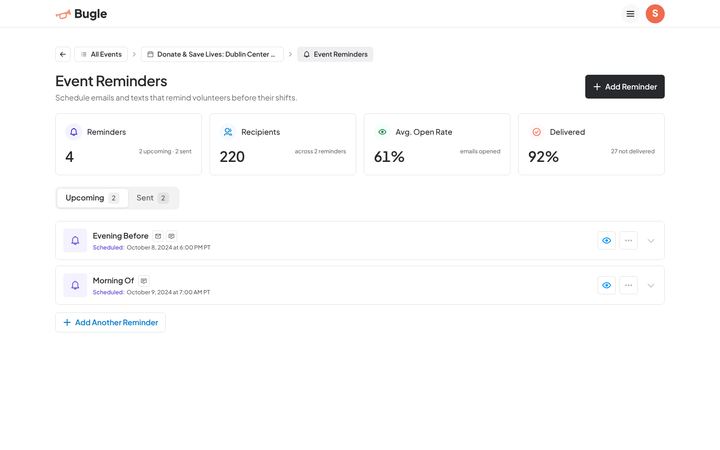 Bugle
S
All Events
Donate & Save Lives: Dublin Center ...
Event Reminders
Event Reminders
Schedule emails and texts that remind volunteers before their shifts.
Add Reminder
Reminders
4
2 upcoming · 2 sent
Recipients
220
across 2 reminders
Avg. Open Rate
61%
emails opened
Delivered
92%
27 not delivered
Upcoming 2
Sent 2
Evening Before
Scheduled: October 8, 2024 at 6:00 PM PT
Morning Of
Scheduled: October 9, 2024 at 7:00 AM PT
Add Another Reminder